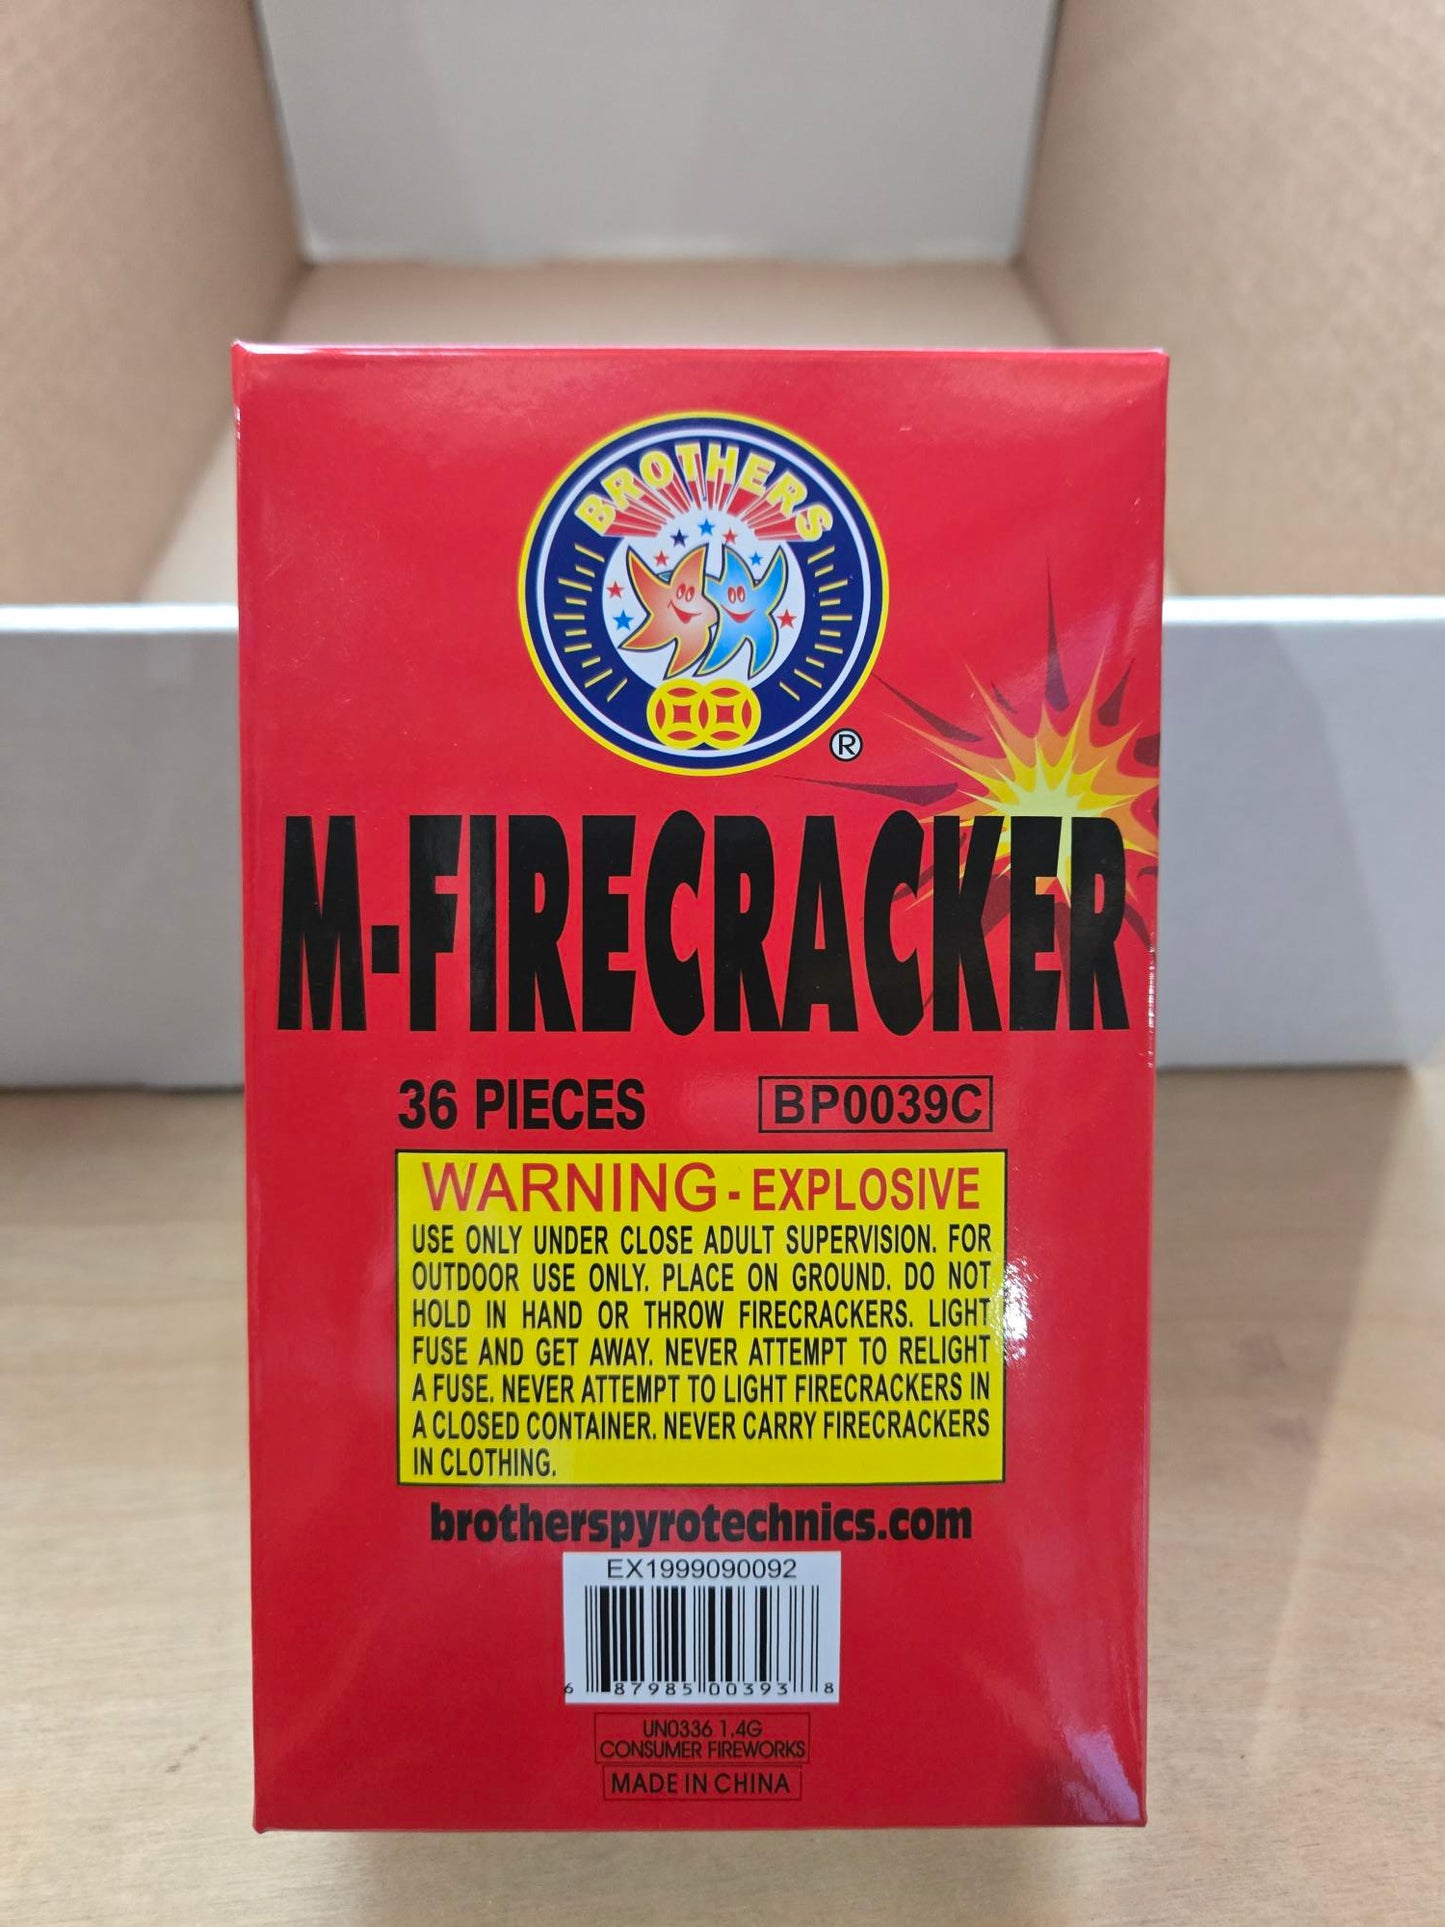 BROTHERS
®
M-FIRECRACKER
36 PIECES BP0039C
WARNING - EXPLOSIVE
USE ONLY UNDER CLOSE ADULT SUPERVISION. FOR
OUTDOOR USE ONLY. PLACE ON GROUND. DO NOT
HOLD IN HAND OR THROW FIRECRACKERS. LIGHT
FUSE AND GET AWAY. NEVER ATTEMPT TO RELIGHT
A FUSE. NEVER ATTEMPT TO LIGHT FIRECRACKERS IN
A CLOSED CONTAINER. NEVER CARRY FIRECRACKERS
IN CLOTHING.
brotherspyrotechnics.com
EX1999090092
6 87985 00393 8
UN0336 1.4G
CONSUMER FIREWORKS
MADE IN CHINA